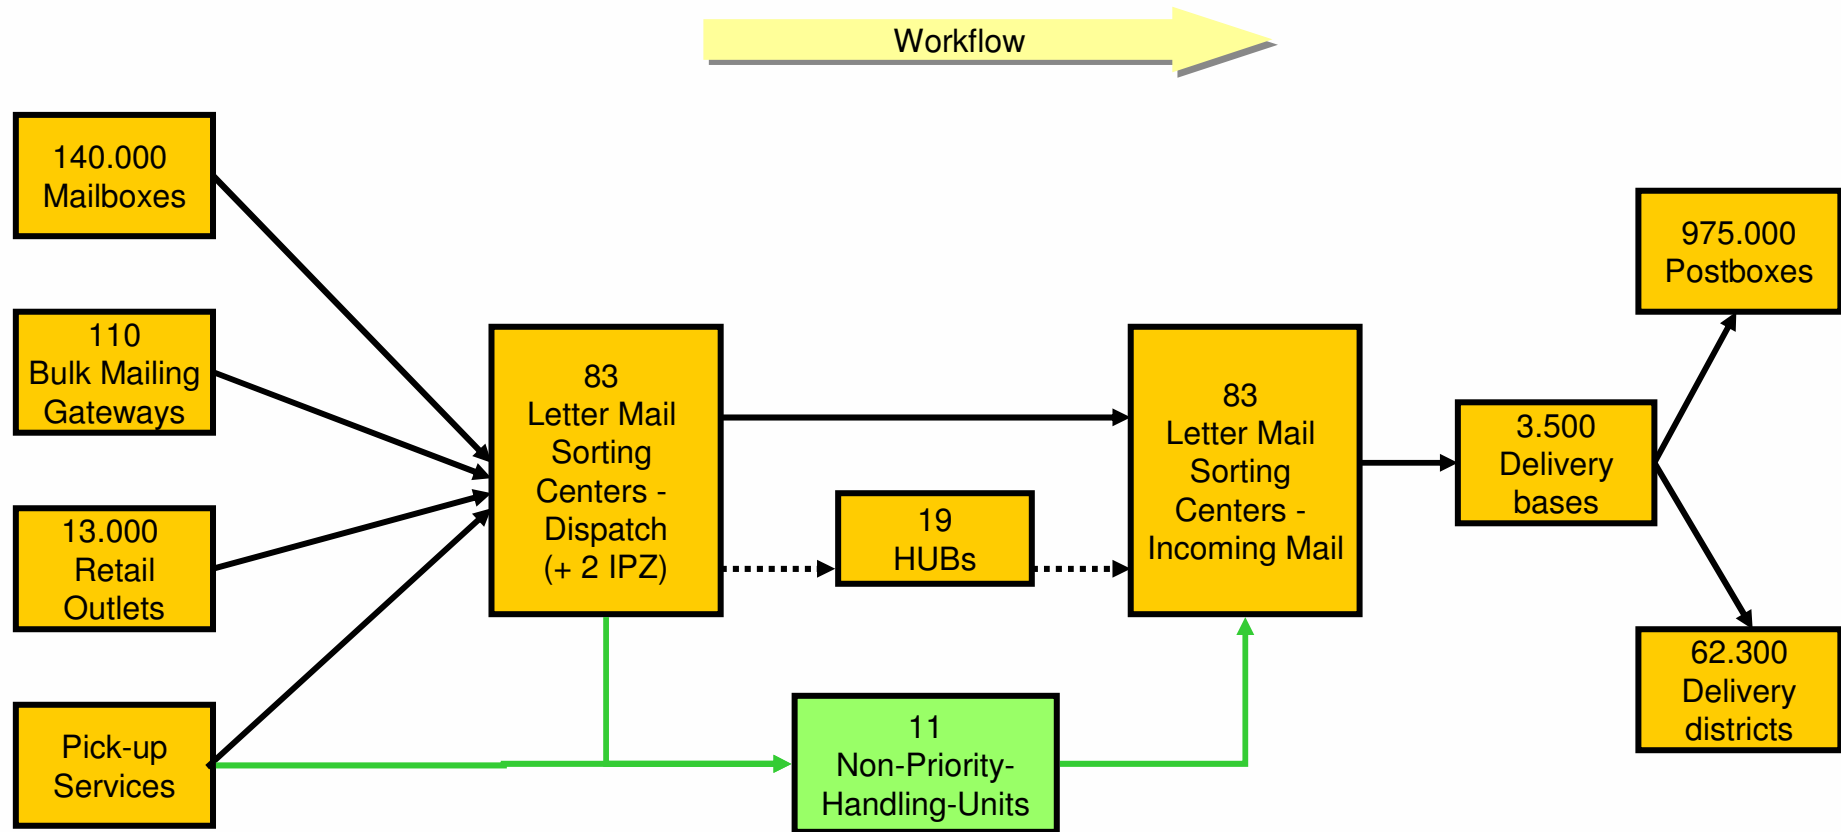 Workflow
140.000
Mailboxes
110
Bulk Mailing
Gateways
13.000
Retail
Outlets
Pick-up
Services
83
Letter Mail
Sorting
Centers -
Dispatch
(+ 2 IPZ)
19
HUBs
11
Non-Priority-
Handling-Units
83
Letter Mail
Sorting
Centers -
Incoming Mail
3.500
Delivery
bases
975.000
Postboxes
62.300
Delivery
districts